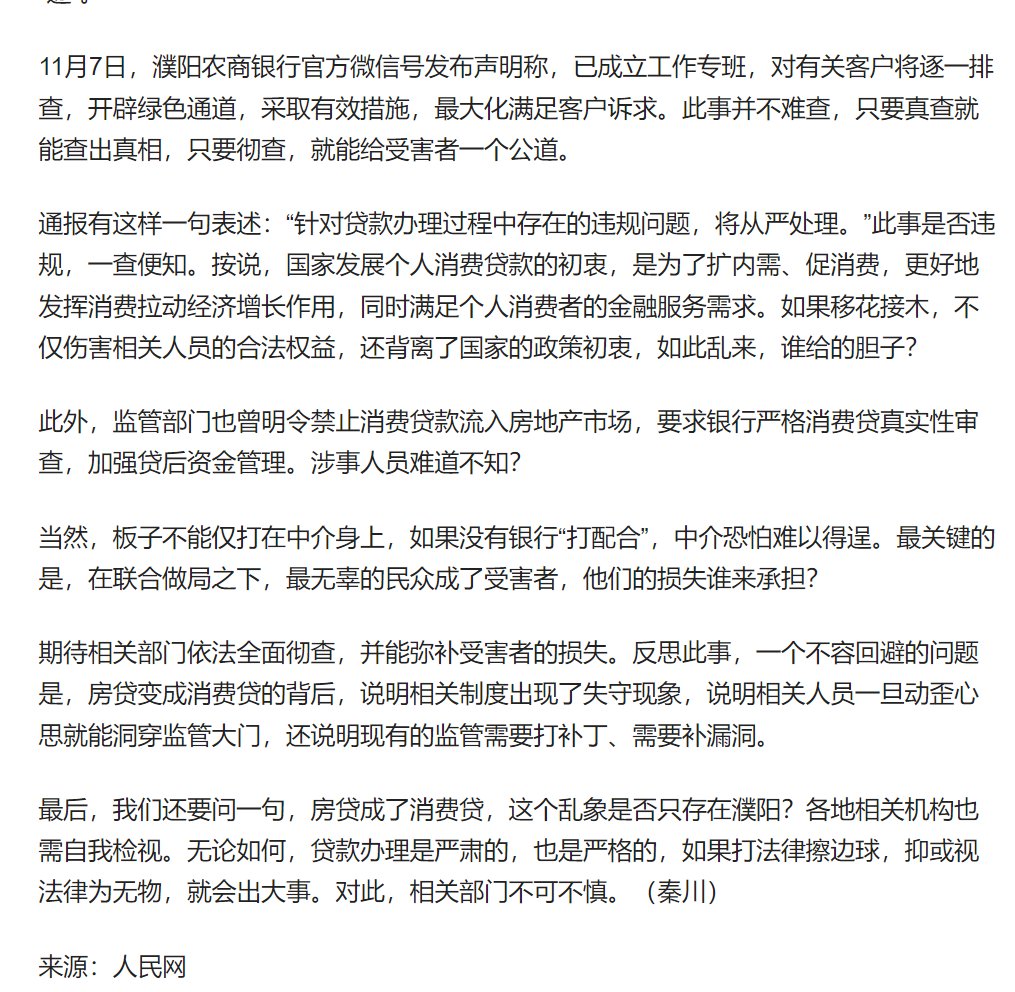 11月7日，濮阳农商银行官方微信号发布声明称，已成立工作专班，对有关客户将逐一排
查，开辟绿色通道，采取有效措施，最大化满足客户诉求。此事并不难查，只要真查就
能查出真相，只要彻查，就能给受害者一个公道。
通报有这样一句表述：“针对贷款办理过程中存在的违规问题，将从严处理。”此事是否违
规，一查便知。按说，国家发展个人消费贷款的初衷，是为了扩内需、促消费，更好地
发挥消费拉动经济增长作用，同时满足个人消费者的金融服务需求。如果移花接木，不
仅伤害相关人员的合法权益，还背离了国家的政策初衷，如此乱来，谁给的胆子？
此外，监管部门也曾明令禁止消费贷款流入房地产市场，要求银行严格消费贷真实性审
查，加强贷后资金管理。涉事人员难道不知？
当然，板子不能仅打在中介身上，如果没有银行“打配合”，中介恐怕难以得逞。最关键的
是，在联合做局之下，最无辜的民众成了受害者，他们的损失谁来承担？
期待相关部门依法全面彻查，并能弥补受害者的损失。反思此事，一个不容回避的问题
是，房贷变成消费贷的背后，说明相关制度出现了失守现象，说明相关人员一旦动歪心
思就能洞穿监管大门，还说明现有的监管需要打补丁、需要补漏洞。
最后，我们还要问一句，房贷成了消费贷，这个乱象是否只存在濮阳？各地相关机构也
需自我检视。无论如何，贷款办理是严肃的，也是严格的，如果打法律擦边球，抑或视
法律为无物，就会出大事。对此，相关部门不可不慎。（秦川）
来源：人民网